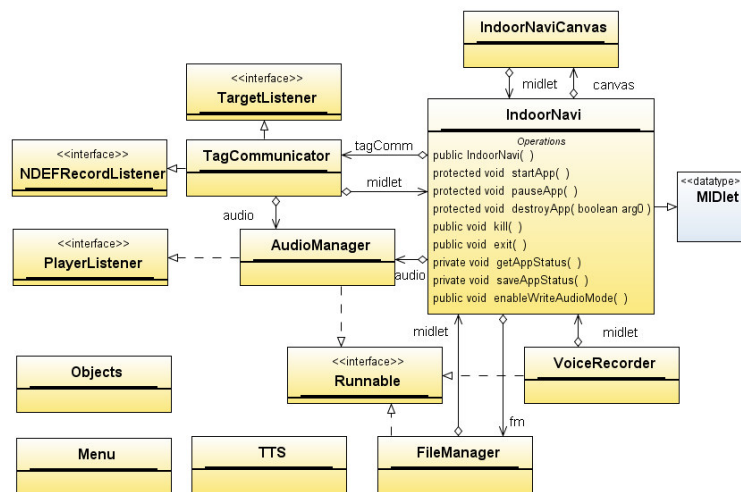 IndoorNaviCanvas
midlet
canvas
<<interface>>
TargetListener
IndoorNavi
Operations
public IndoorNavi( )
protected void startApp( )
protected void pauseApp( )
protected void destroyApp( boolean arg0 )
public void kill( )
public void exit( )
private void getAppStatus( )
private void saveAppStatus( )
public void enableWriteAudioMode( )
<<interface>>
NDEFRecordListener
TagCommunicator
tagComm
midlet
<<datatype>>
MIDlet
audio
<<interface>>
PlayerListener
AudioManager
audio
midlet
midlet
Objects
<<interface>>
Runnable
VoiceRecorder
fm
Menu
TTS
FileManager